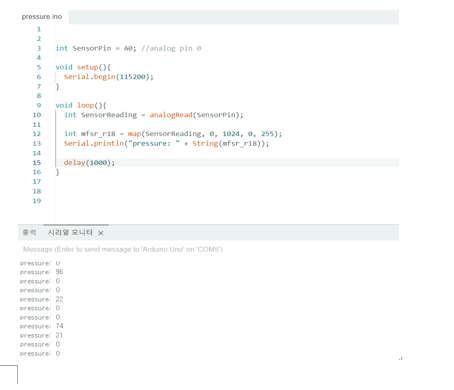 pressure.ino
1
2
3 int SensorPin = A0; //analog pin 0
4
5 void setup(){
6 Serial.begin(115200);
7 }
8
9 void loop(){
10 int SensorReading = analogRead(SensorPin);
11
12 int mfsr_r18 = map(SensorReading, 0, 1024, 0, 255);
13 Serial.println("pressure: " + String(mfsr_r18));
14
15 delay(1000);
16 }
17
18
19
출력 시리얼 모니터 ×
Message (Enter to send message to 'Arduino Uno' on 'COM5')
pressure: 0
pressure: 96
pressure: 0
pressure: 0
pressure: 22
pressure: 0
pressure: 0
pressure: 74
pressure: 21
pressure: 0
pressure: 0